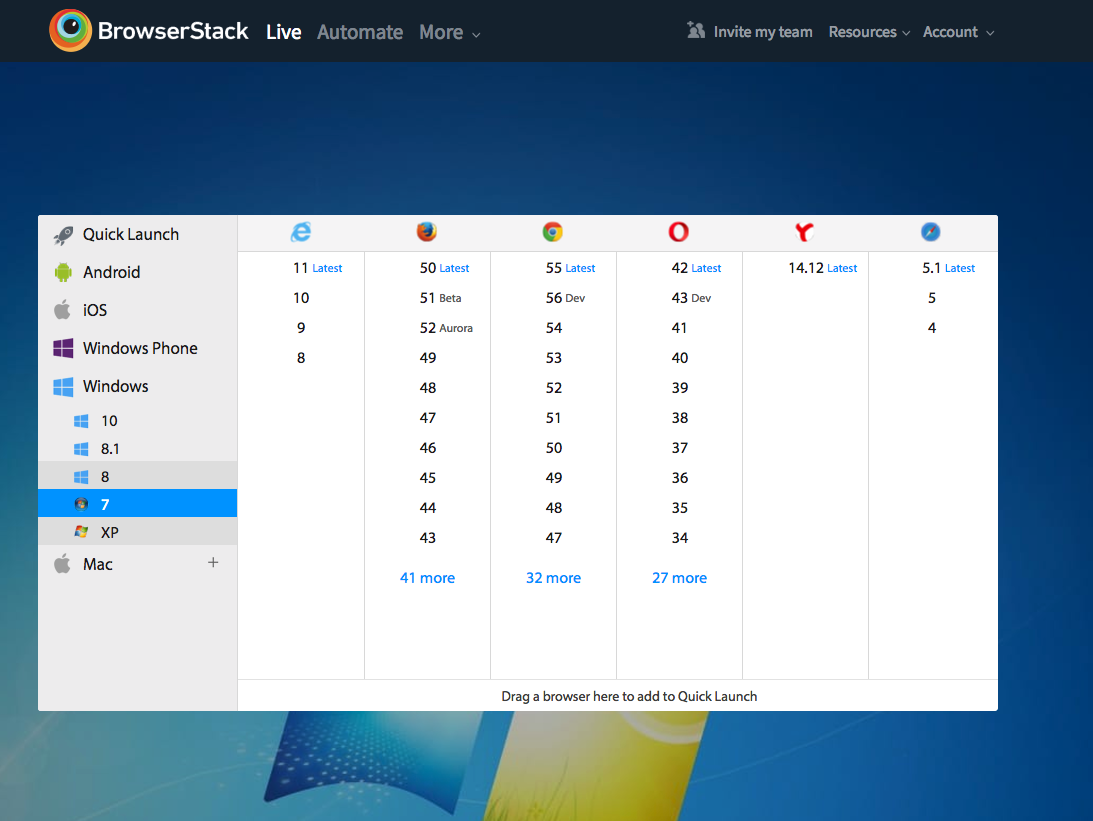 BrowserStack Live Automate More Invite my team Resources Account
Quick Launch
Android
iOS
Windows Phone
Windows
10
8.1
8
7
XP
Mac +
11 Latest 50 Latest 55 Latest 42 Latest 14.12 Latest 5.1 Latest
10 51 Beta 56 Dev 43 Dev 5
9 52 Aurora 54 41 4
8 49 53 40
48 52 39
47 51 38
46 50 37
45 49 36
44 48 35
43 47 34
41 more 32 more 27 more
Drag a browser here to add to Quick Launch